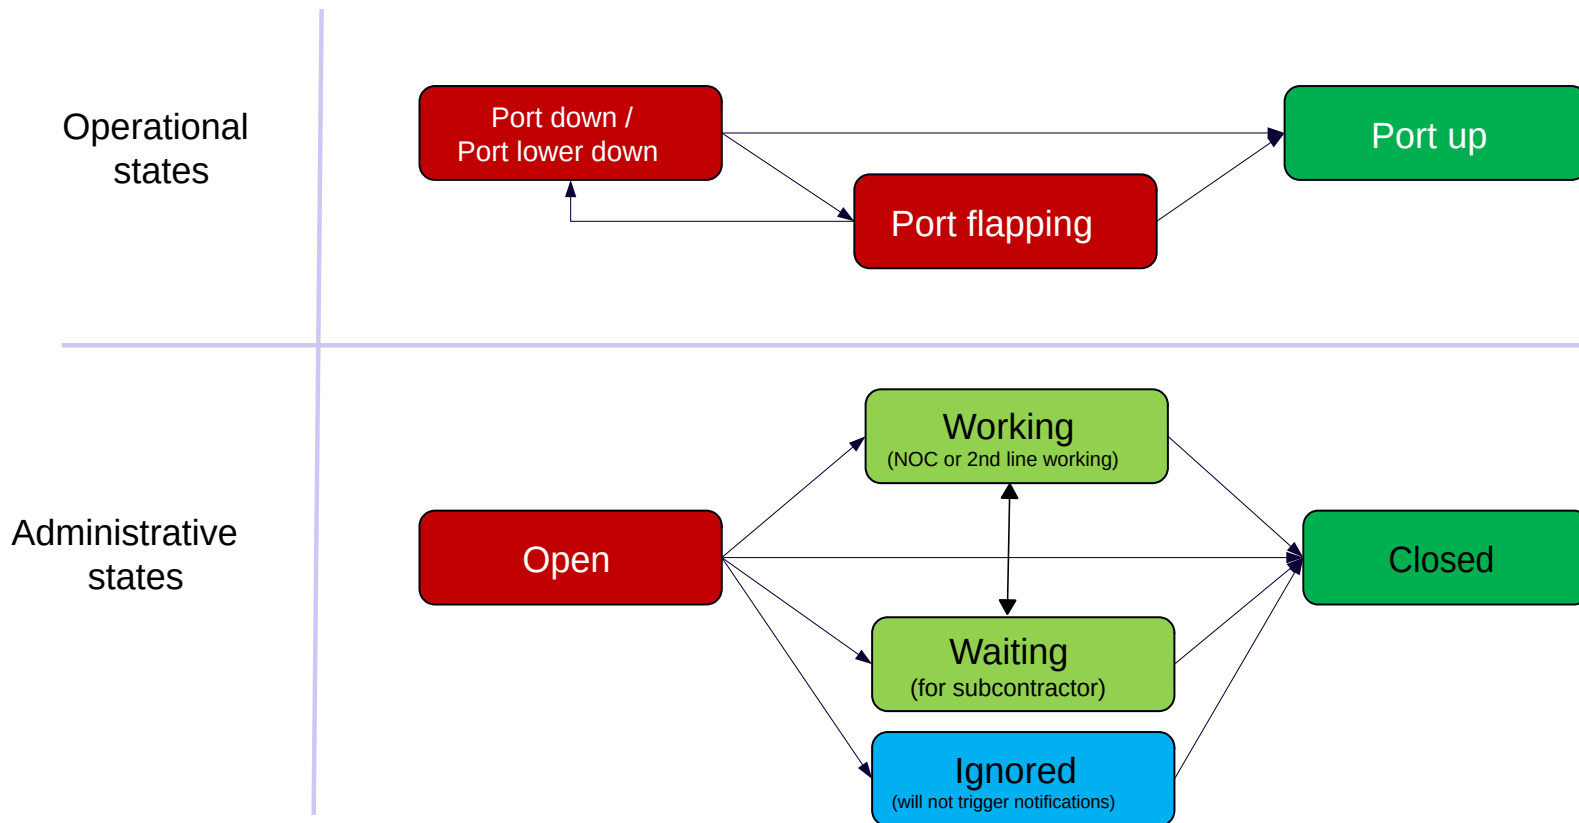 Operational
states
Port down /
Port lower down
Port up
Port flapping
Administrative
states
Working
(NOC or 2nd line working)
Open
Closed
Waiting
(for subcontractor)
Ignored
(will not trigger notifications)